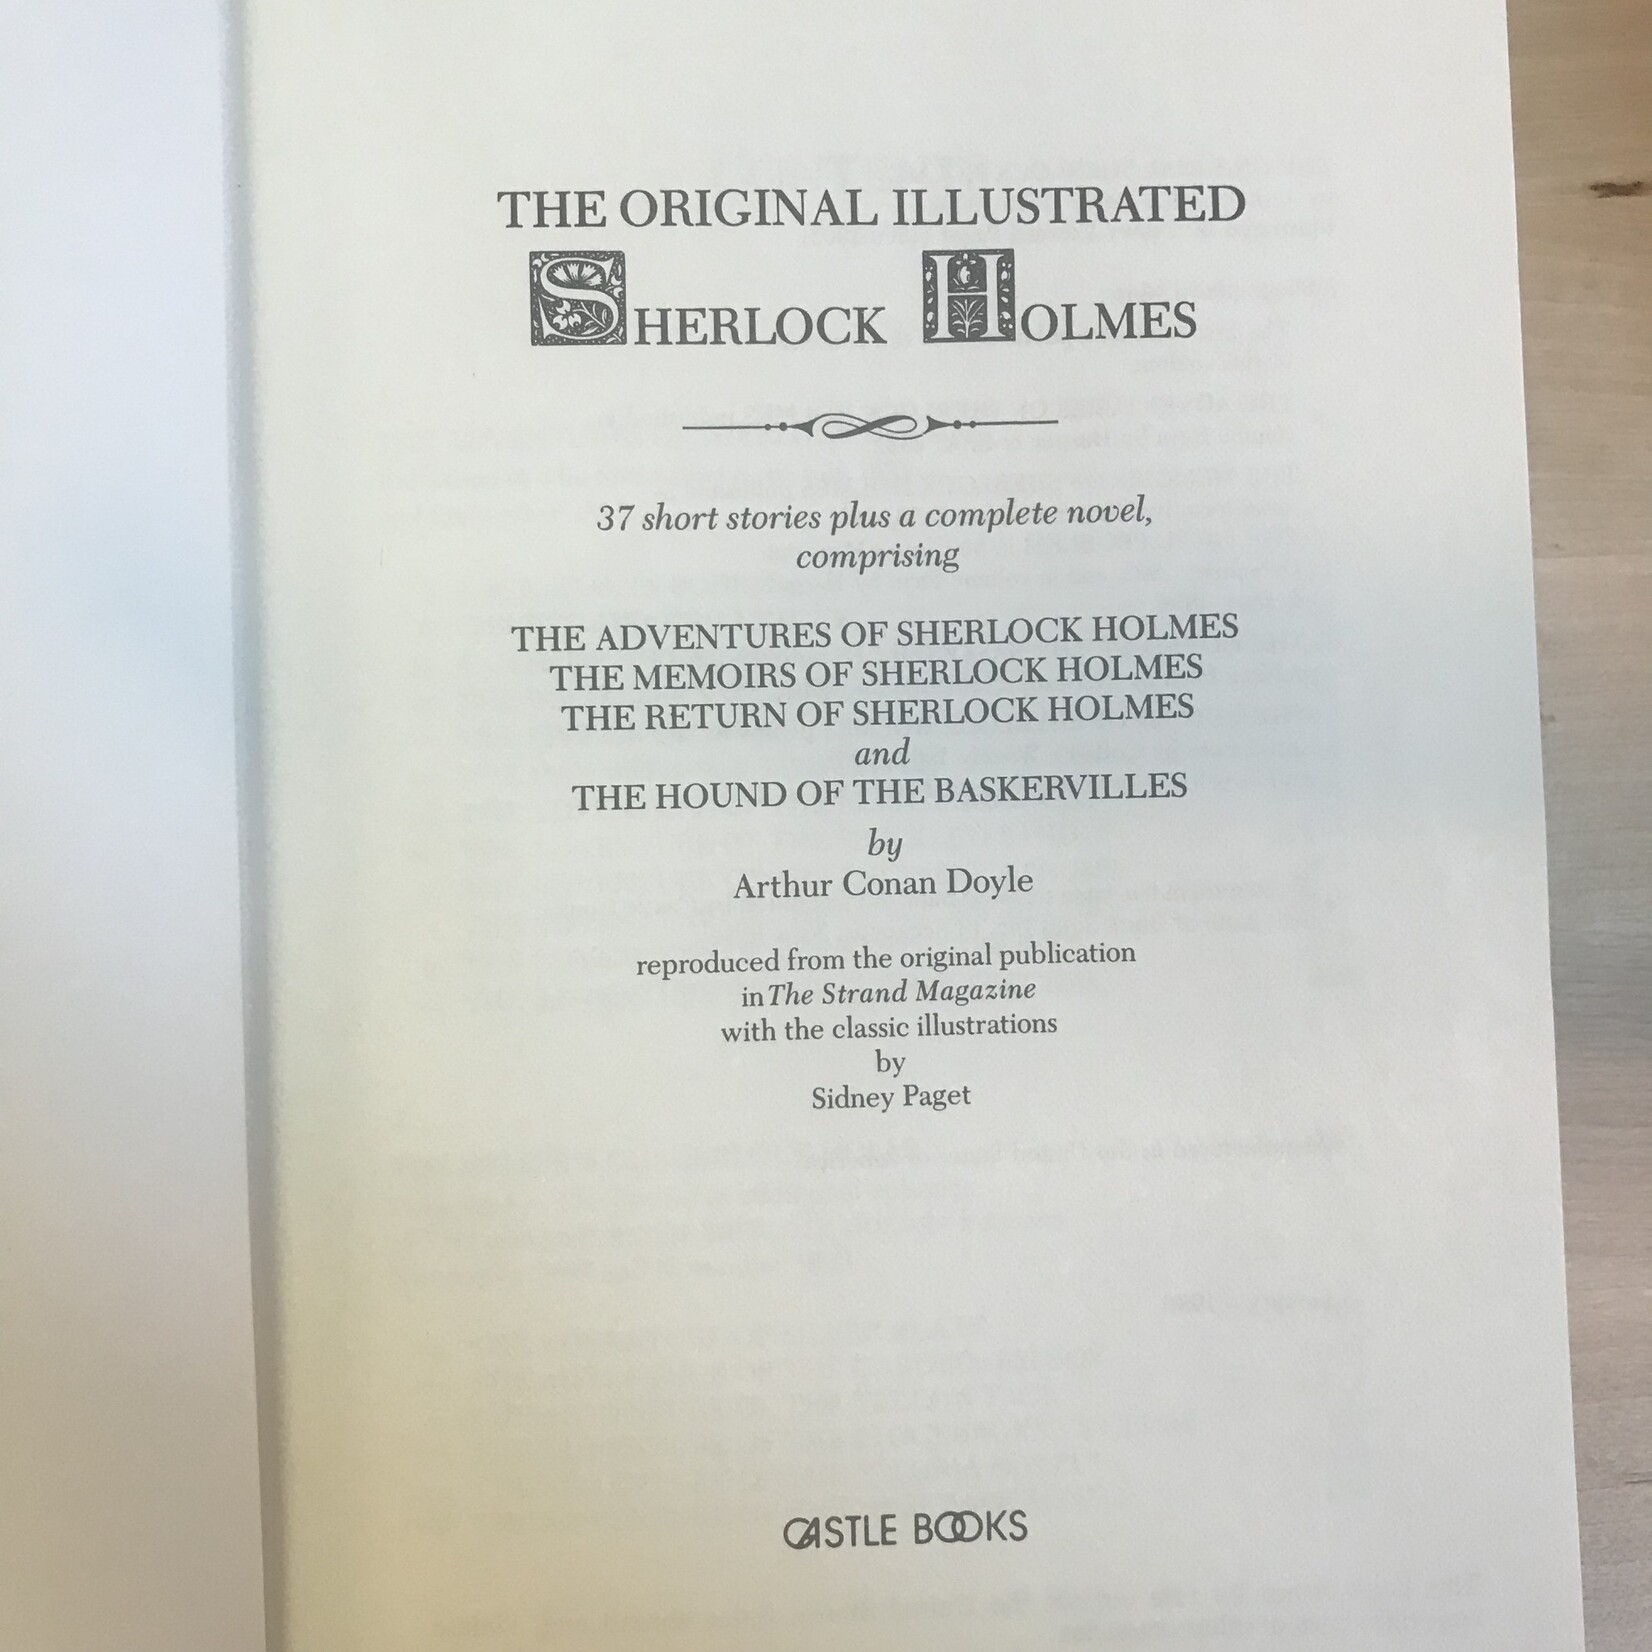 THE ORIGINAL ILLUSTRATED
SHERLOCK HOLMES
37 short stories plus a complete novel,
comprising
THE ADVENTURES OF SHERLOCK HOLMES
THE MEMOIRS OF SHERLOCK HOLMES
THE RETURN OF SHERLOCK HOLMES
and
THE HOUND OF THE BASKERVILLES
by
Arthur Conan Doyle
reproduced from the original publication
in The Strand Magazine
with the classic illustrations
by
Sidney Paget
CASTLE BOOKS